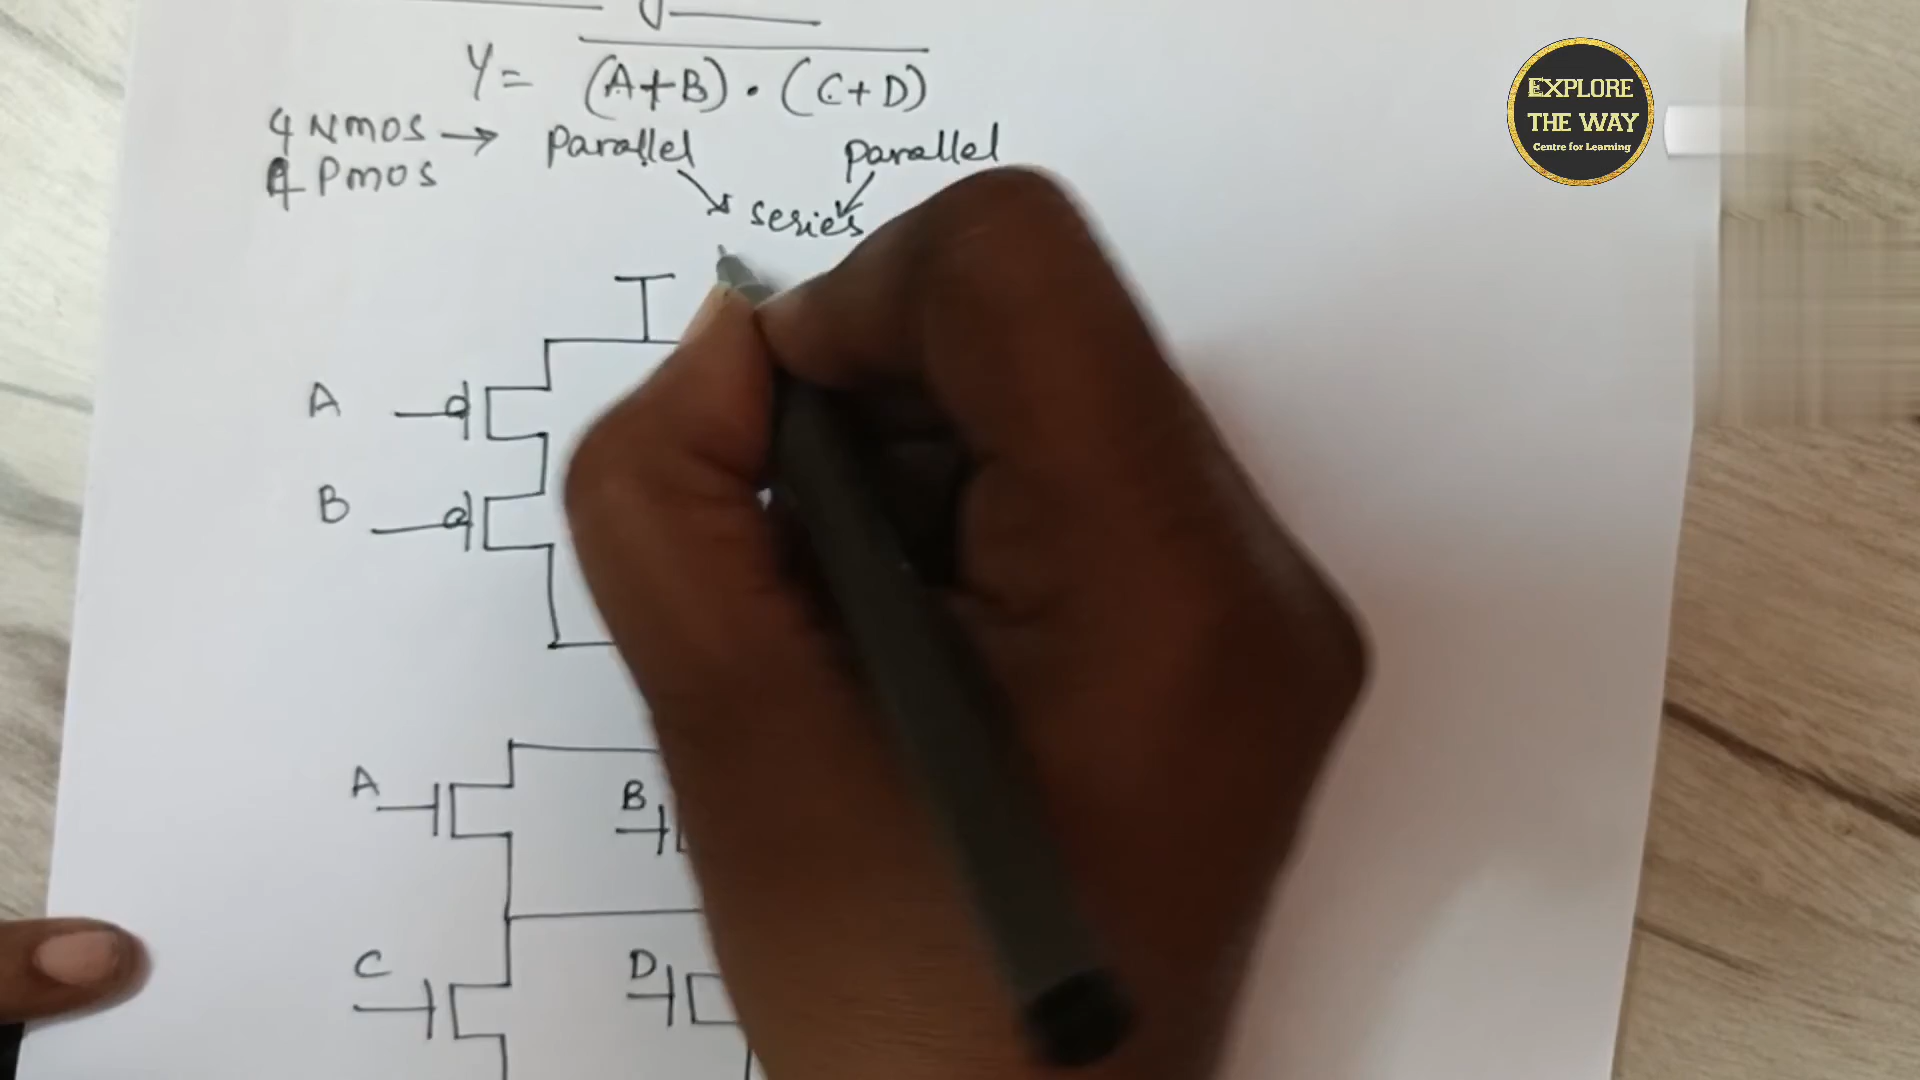 Y = (A+B) · (C+D)
4 NMOS → Parallel parallel
4 PMOS
series
A
B
A
B
C
D
EXPLORE
THE WAY
Centre for Learning